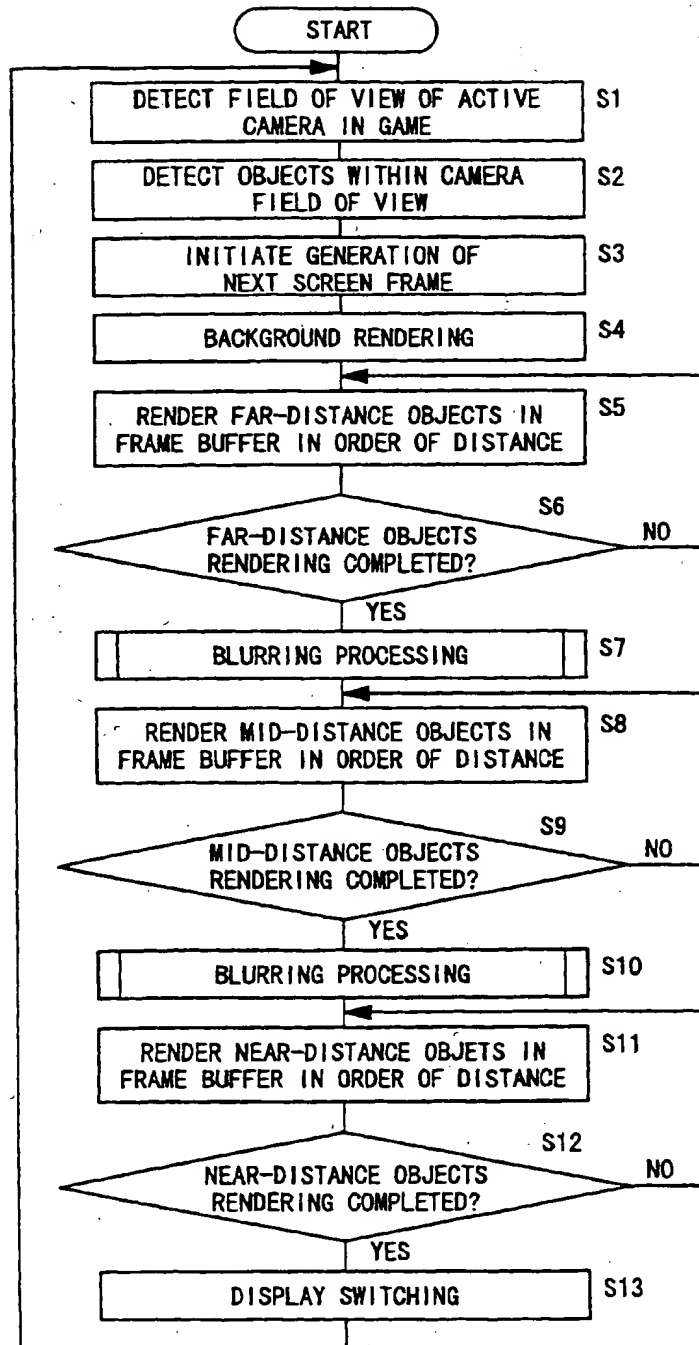 START
DETECT FIELD OF VIEW OF ACTIVE
CAMERA IN GAME
S1
DETECT OBJECTS WITHIN CAMERA
FIELD OF VIEW
S2
INITIATE GENERATION OF
NEXT SCREEN FRAME
S3
BACKGROUND RENDERING
S4
RENDER FAR-DISTANCE OBJECTS IN
FRAME BUFFER IN ORDER OF DISTANCE
S5
S6
FAR-DISTANCE OBJECTS
RENDERING COMPLETED?
NO
YES
BLURRING PROCESSING
S7
RENDER MID-DISTANCE OBJECTS IN
FRAME BUFFER IN ORDER OF DISTANCE
S8
S9
MID-DISTANCE OBJECTS
RENDERING COMPLETED?
NO
YES
BLURRING PROCESSING
S10
RENDER NEAR-DISTANCE OBJETS IN
FRAME BUFFER IN ORDER OF DISTANCE
S11
S12
NEAR-DISTANCE OBJECTS
RENDERING COMPLETED?
NO
YES
DISPLAY SWITCHING
S13